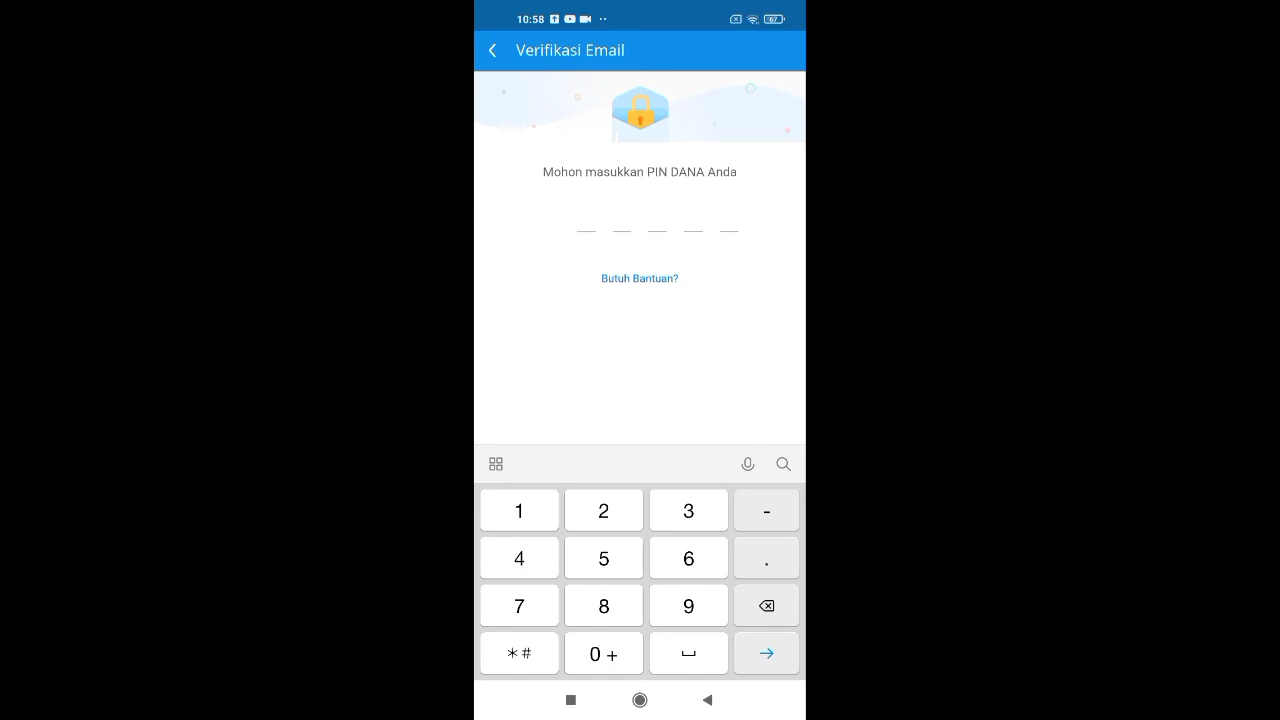 10:58
67
Verifikasi Email
Mohon masukkan PIN DANA Anda
Butuh Bantuan?
1 2 3 -
4 5 6 .
7 8 9
*# 0 +